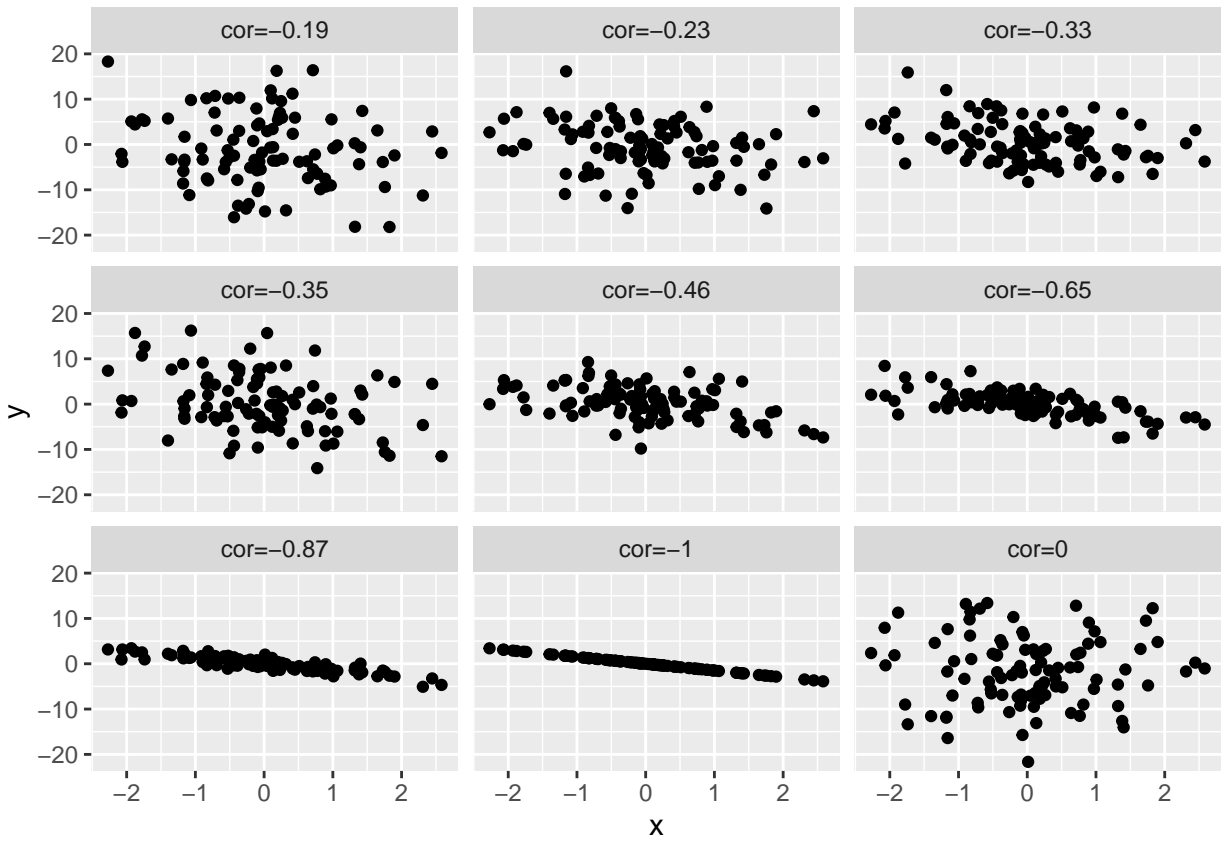 cor=−0.19 cor=−0.23 cor=−0.33
20
10
0
−10
−20
cor=−0.35 cor=−0.46 cor=−0.65
20
10
0
−10
−20
y
cor=−0.87 cor=−1 cor=0
20
10
0
−10
−20
−2 −1 0 1 2 −2 −1 0 1 2 −2 −1 0 1 2
x